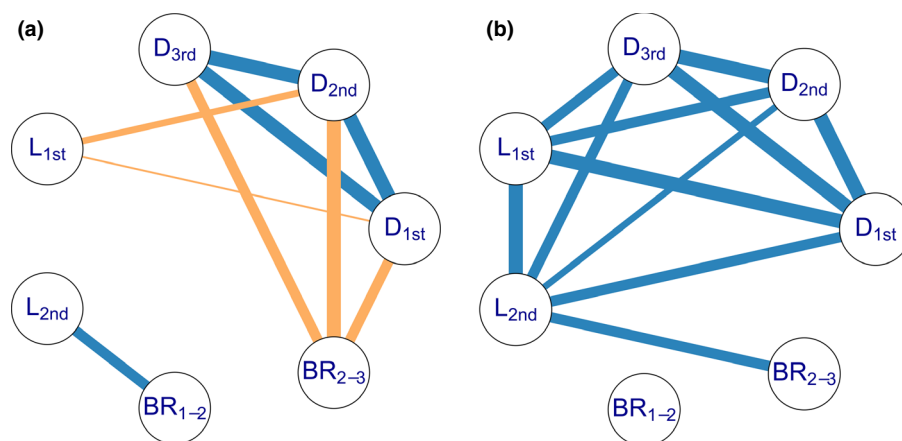 (a)
D3rd
D2nd
L1st
D1st
L2nd
BR2–3
BR1–2
(b)
D3rd
D2nd
L1st
D1st
L2nd
BR2–3
BR1–2